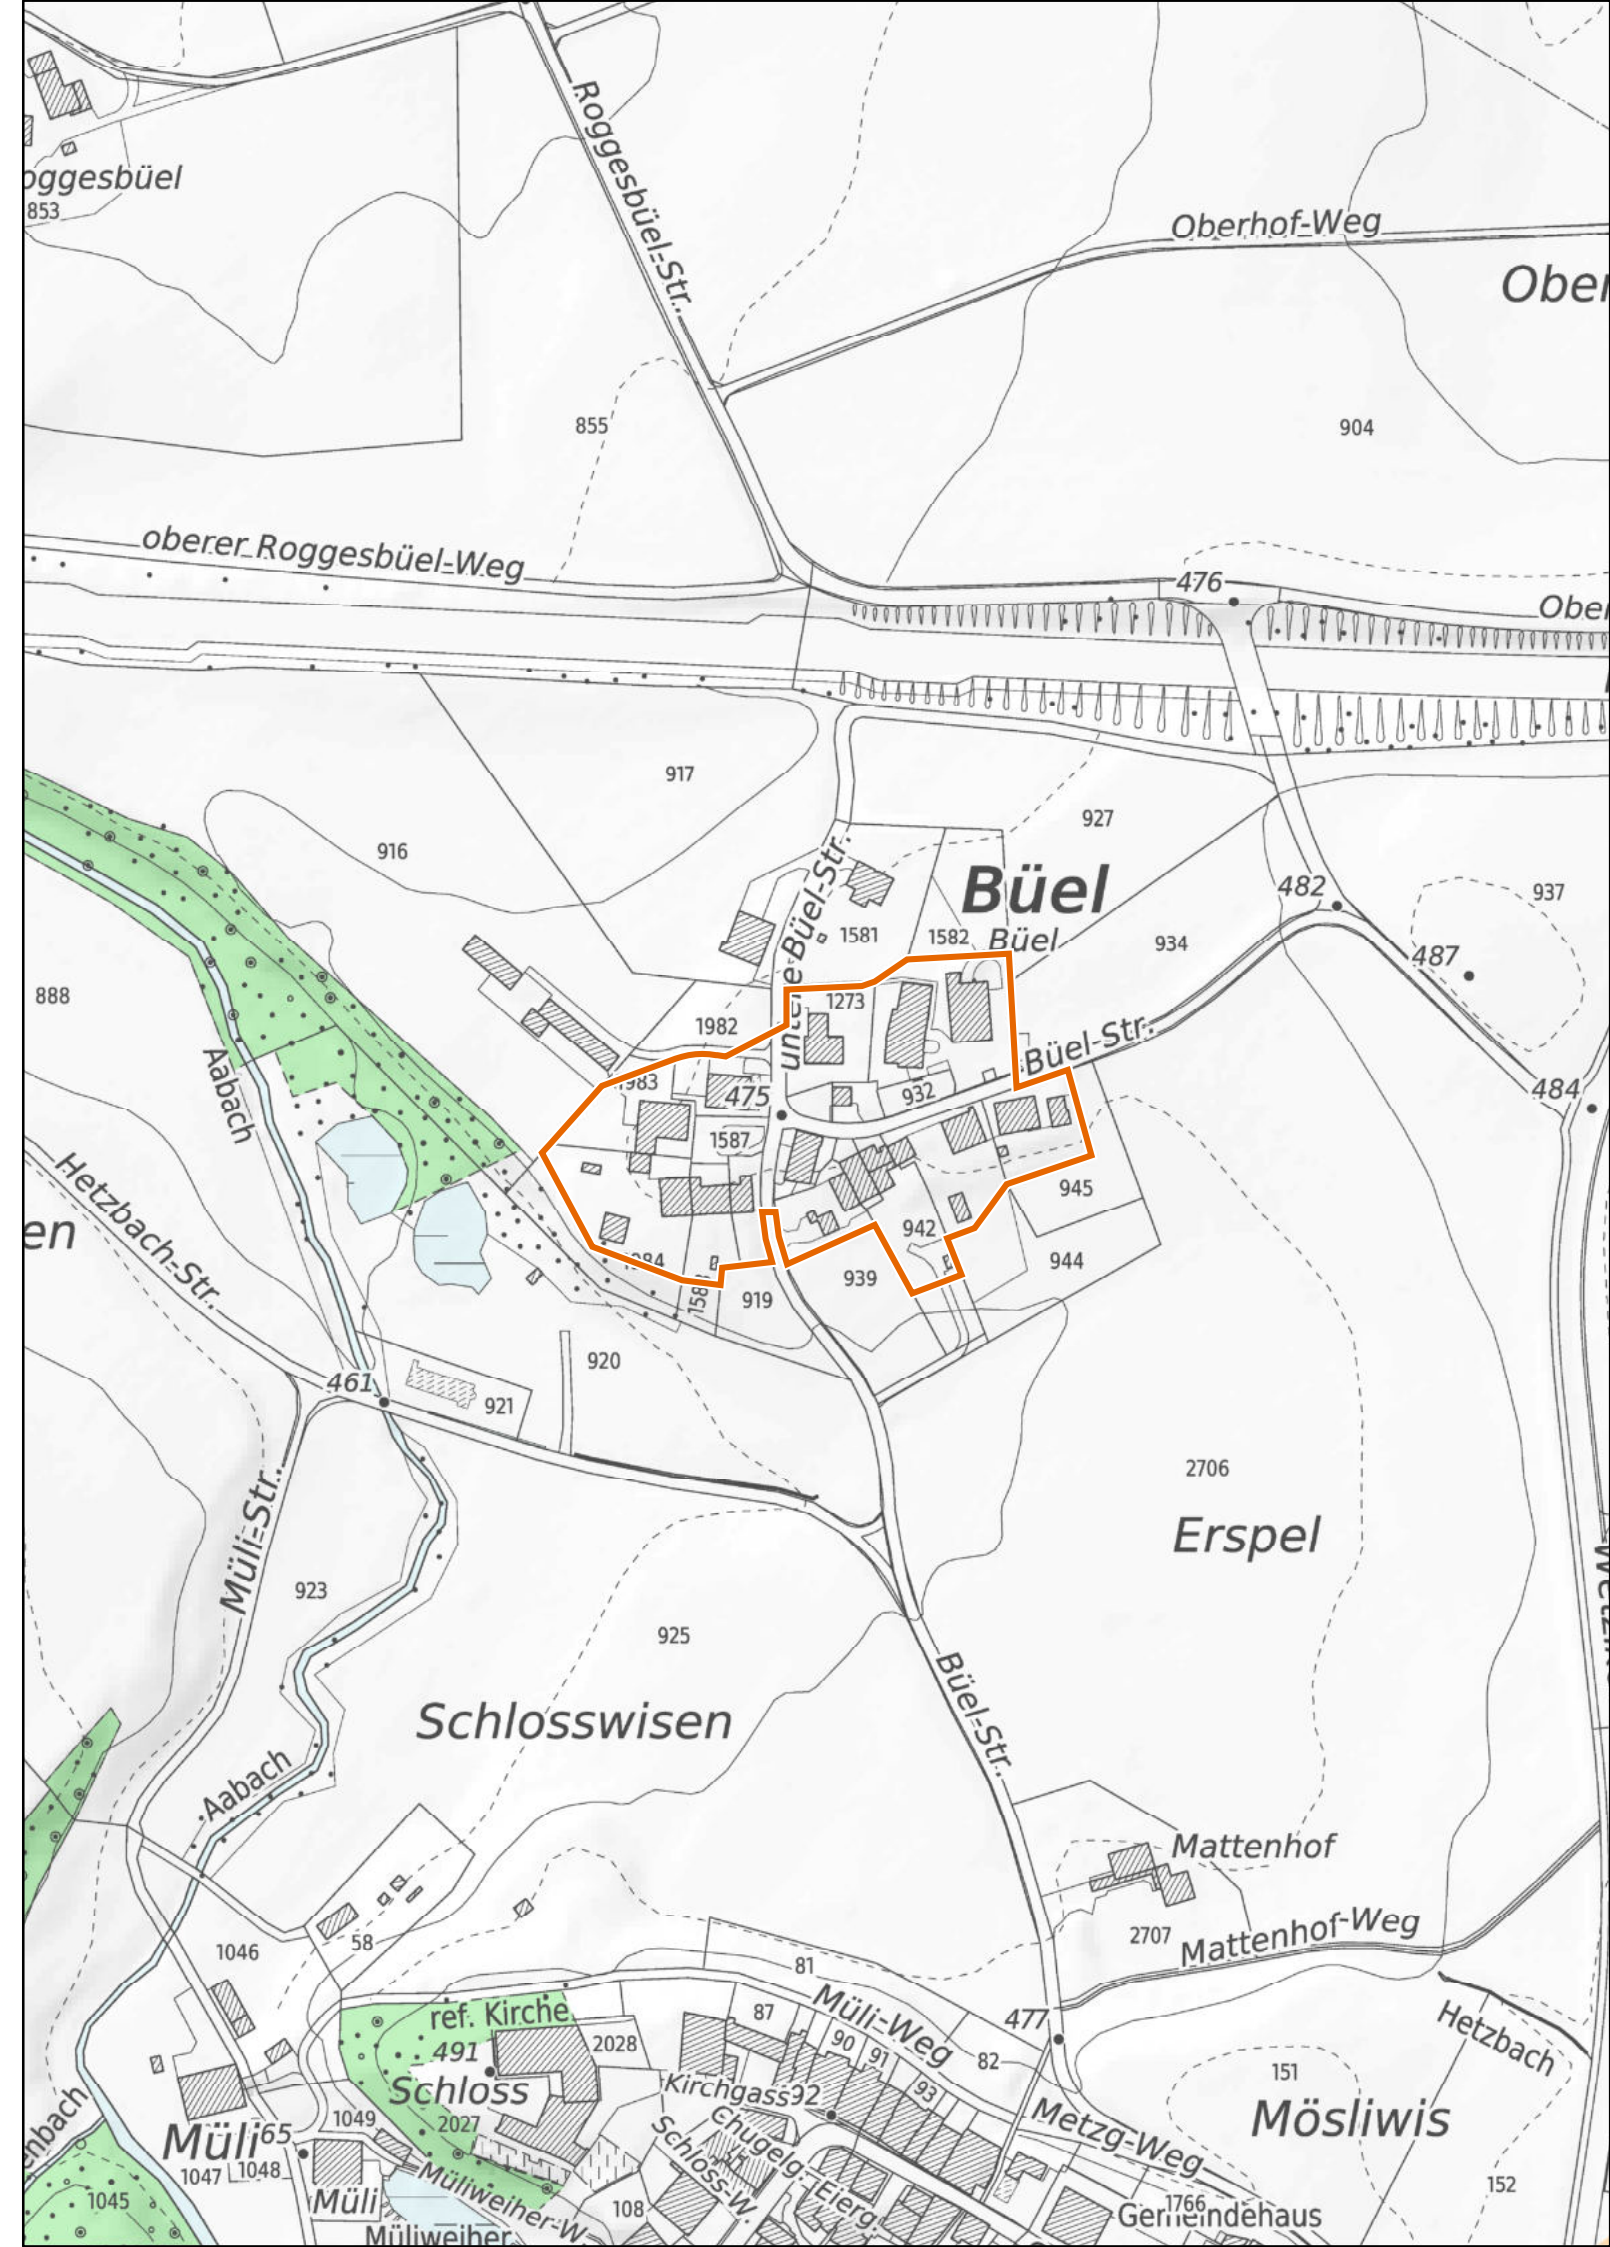 Roggesbüel-Str.
oggesbüel
853
Oberhof-Weg
Ober
855
904
oberer Roggesbüel-Weg
476
Ober
917
927
916
Büel
482
937
untere Büel-Str.
1581
1582
Büel
934
487
888
1273
1982
Büel-Str.
Aabach
1983
475
932
484
1587
Hetzbach-Str.
945
en
942
1984
944
939
158
919
920
461
921
2706
Müli-Str.
Erspel
923
925
Büel-Str.
Schlosswisen
Aabach
Mattenhof
58
1046
2707
Mattenhof-Weg
81
Müli-Weg
ref. Kirche
87
477
Hetzbach
491
2028
90
91
82
151
Schloss
Kirchgass
92
93
2027
1049
Chugelg.
Schloss-W.
Metzg-Weg
Mösliwis
Müli
65
1047
1048
Müliweiher-W.
Eierg.
152
1045
Müli
108
1766
Gemeindehaus
Müliweiher